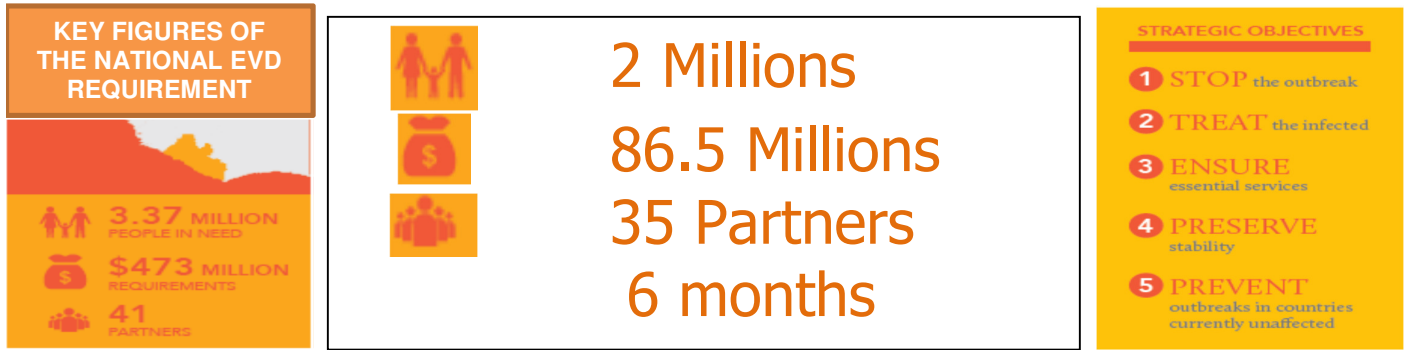 KEY FIGURES OF
THE NATIONAL EVD
REQUIREMENT
3.37 MILLION
PEOPLE IN NEED
$473 MILLION
REQUIREMENTS
41
PARTNERS
2 Millions
$
86.5 Millions
35 Partners
6 months
STRATEGIC OBJECTIVES
1 STOP the outbreak
2 TREAT the infected
3 ENSURE
essential services
4 PRESERVE
stability
5 PREVENT
outbreaks in countries
currently unaffected